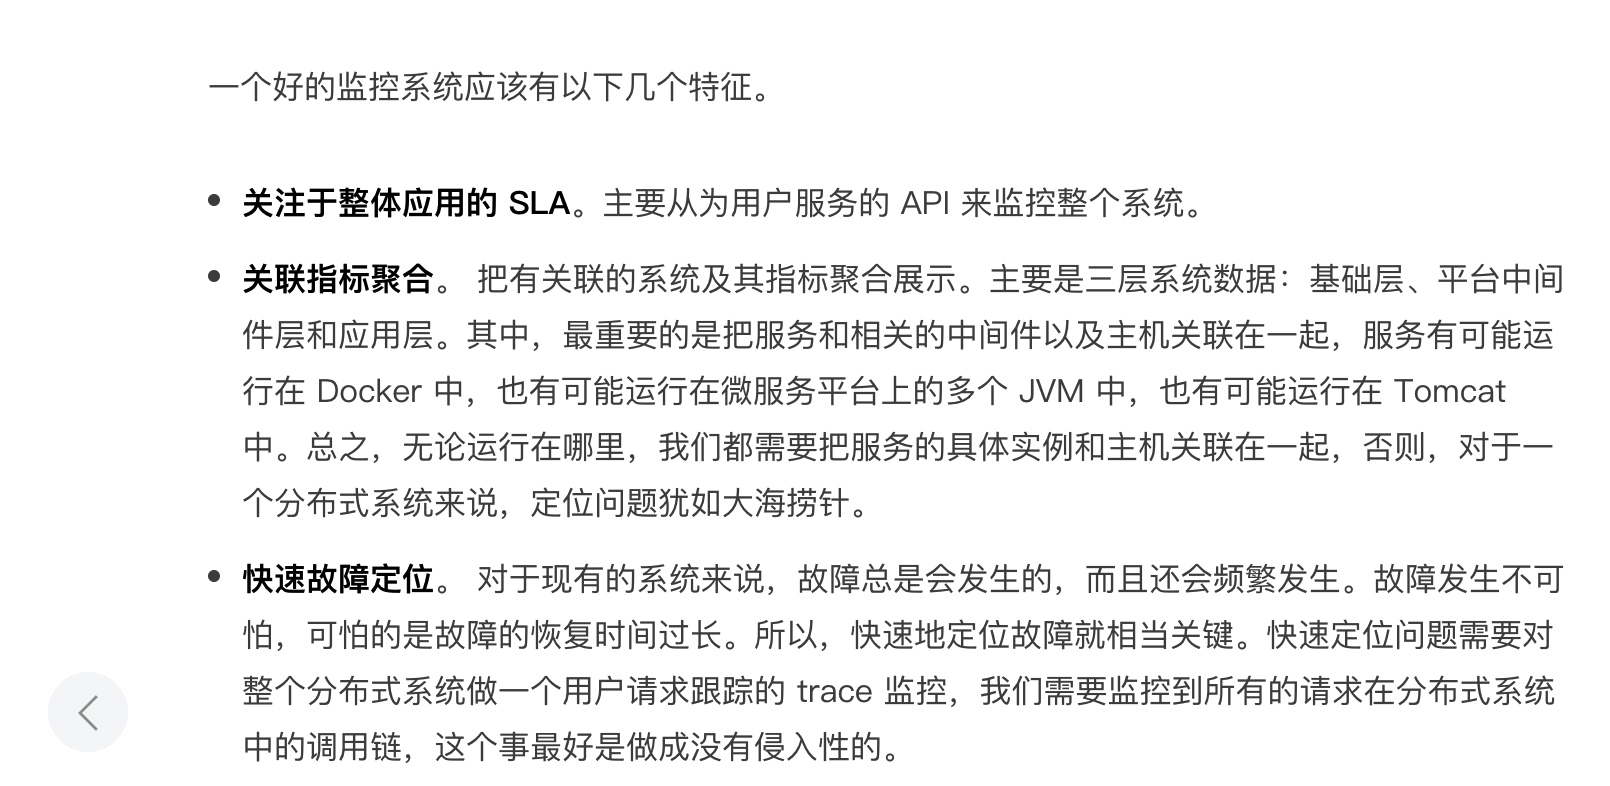 一个好的监控系统应该有以下几个特征。
• 关注于整体应用的 SLA。主要从为用户服务的 API 来监控整个系统。
• 关联指标聚合。 把有关联的系统及其指标聚合展示。主要是三层系统数据：基础层、平台中间
件层和应用层。其中，最重要的是把服务和相关的中间件以及主机关联在一起，服务有可能运
行在 Docker 中，也有可能运行在微服务平台上的多个 JVM 中，也有可能运行在 Tomcat
中。总之，无论运行在哪里，我们都需要把服务的具体实例和主机关联在一起，否则，对于一
个分布式系统来说，定位问题犹如大海捞针。
• 快速故障定位。 对于现有的系统来说，故障总是会发生的，而且还会频繁发生。故障发生不可
怕，可怕的是故障的恢复时间过长。所以，快速地定位故障就相当关键。快速定位问题需要对
整个分布式系统做一个用户请求跟踪的 trace 监控，我们需要监控到所有的请求在分布式系统
中的调用链，这个事最好是做成没有侵入性的。